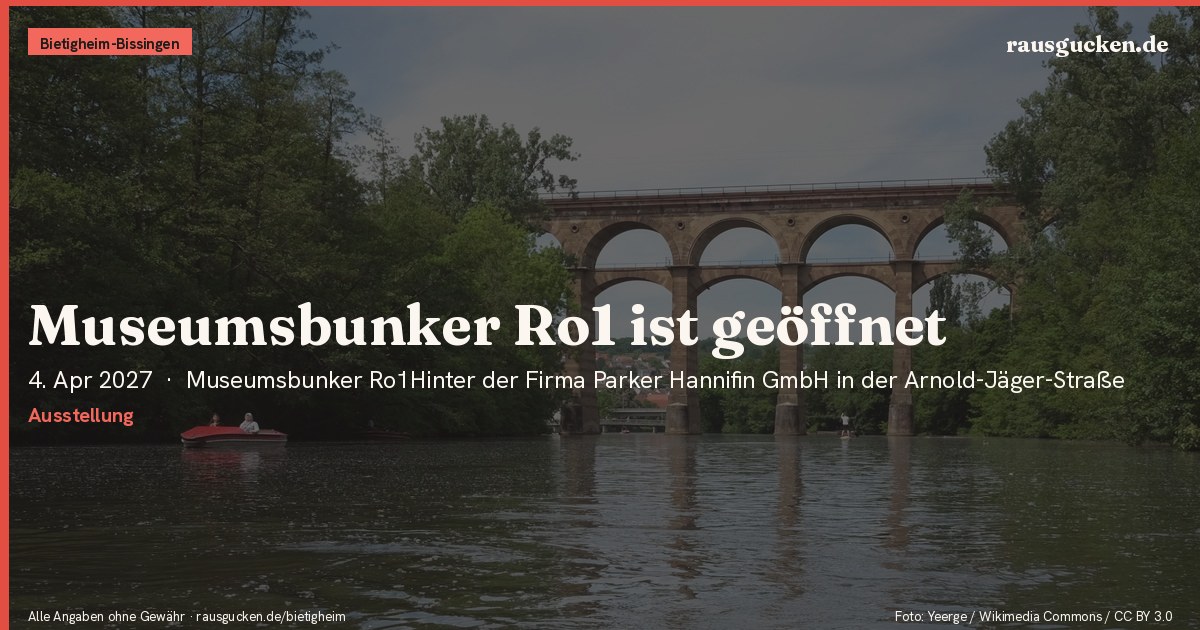 Bietigheim-Bissingen
rausgucken.de
Museumsbunker Ro1 ist geöffnet
4. Apr 2027 · Museumsbunker Ro1Hinter der Firma Parker Hannifin GmbH in der Arnold-Jäger-Straße
Ausstellung
Alle Angaben ohne Gewähr · rausgucken.de/bietigheim
Foto: Yeerge / Wikimedia Commons / CC BY 3.0